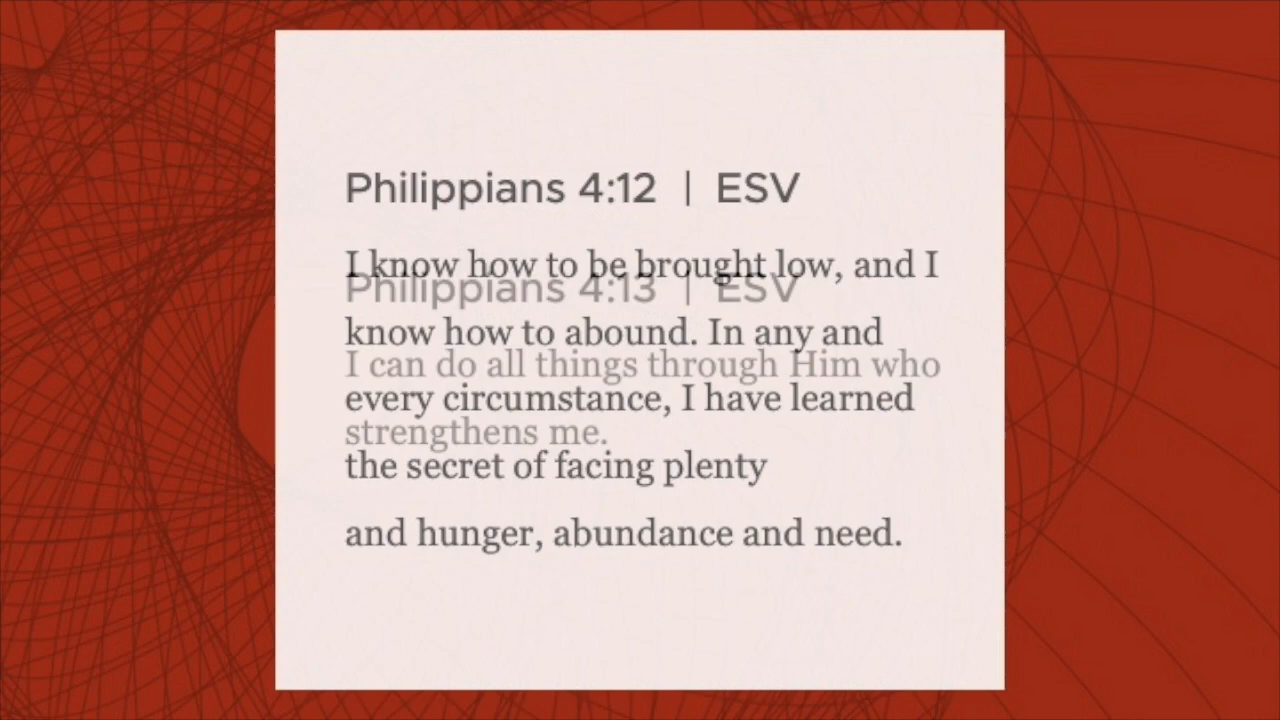 Philippians 4:12 | ESV
I know how to be brought low, and I
know how to abound. In any and
every circumstance, I have learned
the secret of facing plenty
and hunger, abundance and need.
Philippians 4:13 | ESV
I can do all things through Him who
strengthens me.